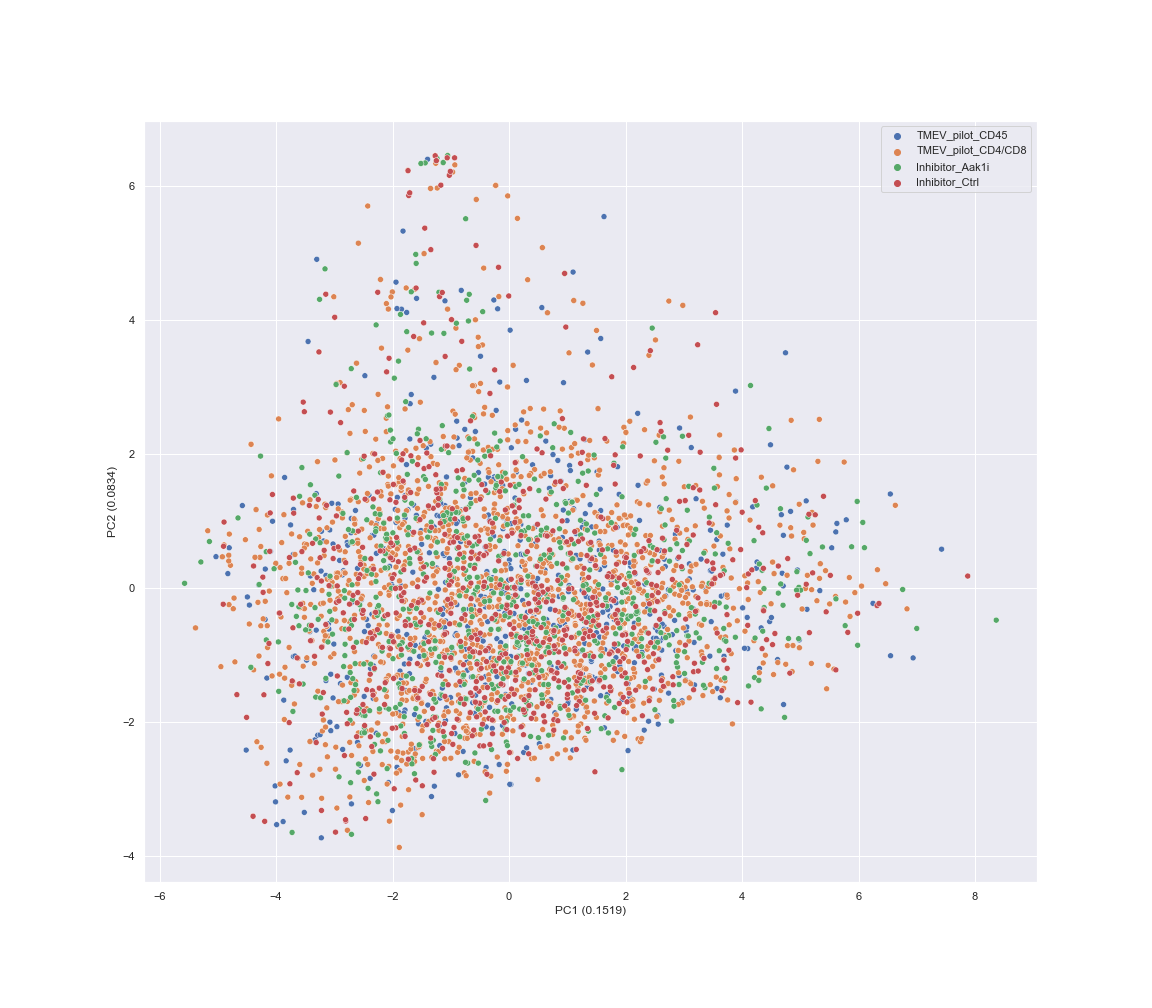 TMEV_pilot_CD45
TMEV_pilot_CD4/CD8
Inhibitor_Aak1i
Inhibitor_Ctrl
6
4
2
0
−2
−4
PC2 (0.0834)
−6
−4
−2
0
2
4
6
8
PC1 (0.1519)